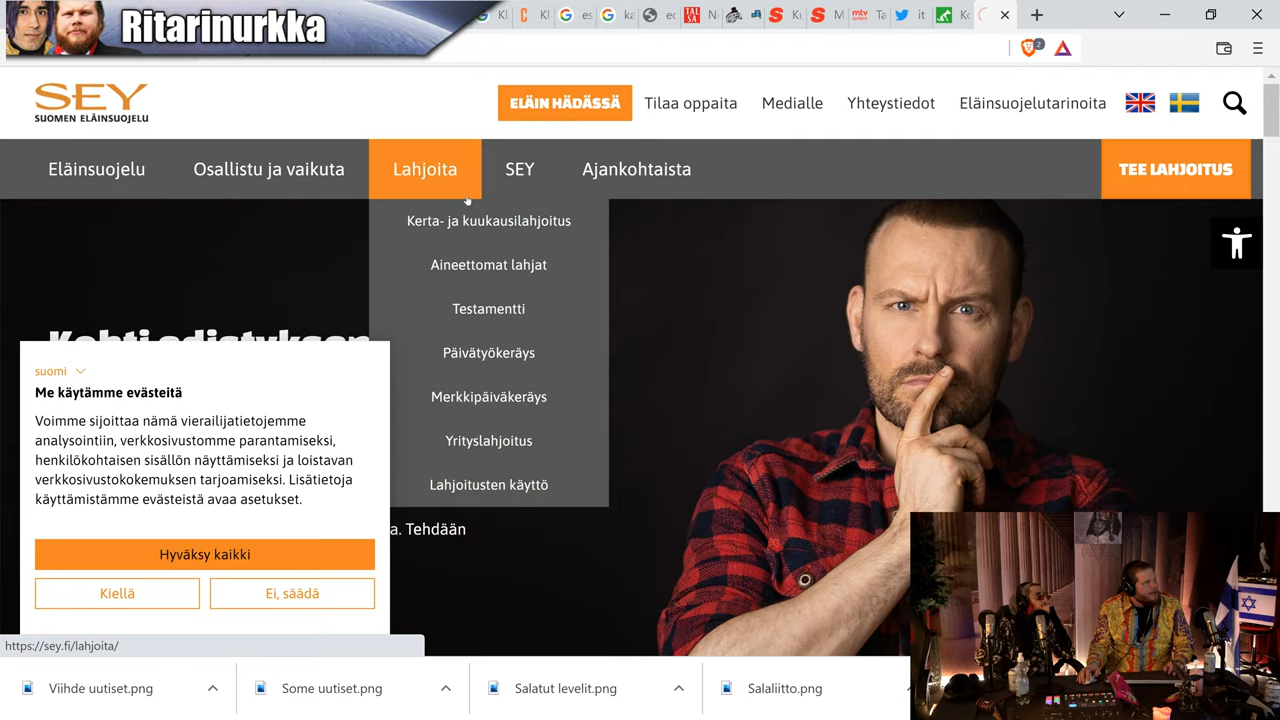 Ritarinurkka
SEY
SUOMEN ELÄINSUOJELU
ELÄIN HÄDÄSSÄ
Tilaa oppaita
Medialle
Yhteystiedot
Eläinsuojelutarinoita
Eläinsuojelu
Osallistu ja vaikuta
Lahjoita
SEY
Ajankohtaista
TEE LAHJOITUS
Kerta- ja kuukausilahjoitus
Aineettomat lahjat
Testamentti
Päivätyökeräys
Merkkipäiväkeräys
Yrityslahjoitus
Lahjoitusten käyttö
a. Tehdään
suomi
Me käytämme evästeitä
Voimme sijoittaa nämä vierailijatietojemme
analysointiin, verkkosivustomme parantamiseksi,
henkilökohtaisen sisällön näyttämiseksi ja loistavan
verkkosivustokokemuksen tarjoamiseksi. Lisätietoja
käyttämistämme evästeistä avaa asetukset.
Hyväksy kaikki
Kiellä
Ei, säädä
https://sey.fi/lahjoita/
Viihde uutiset.png
Some uutiset.png
Salatut levelit.png
Salaliitto.png